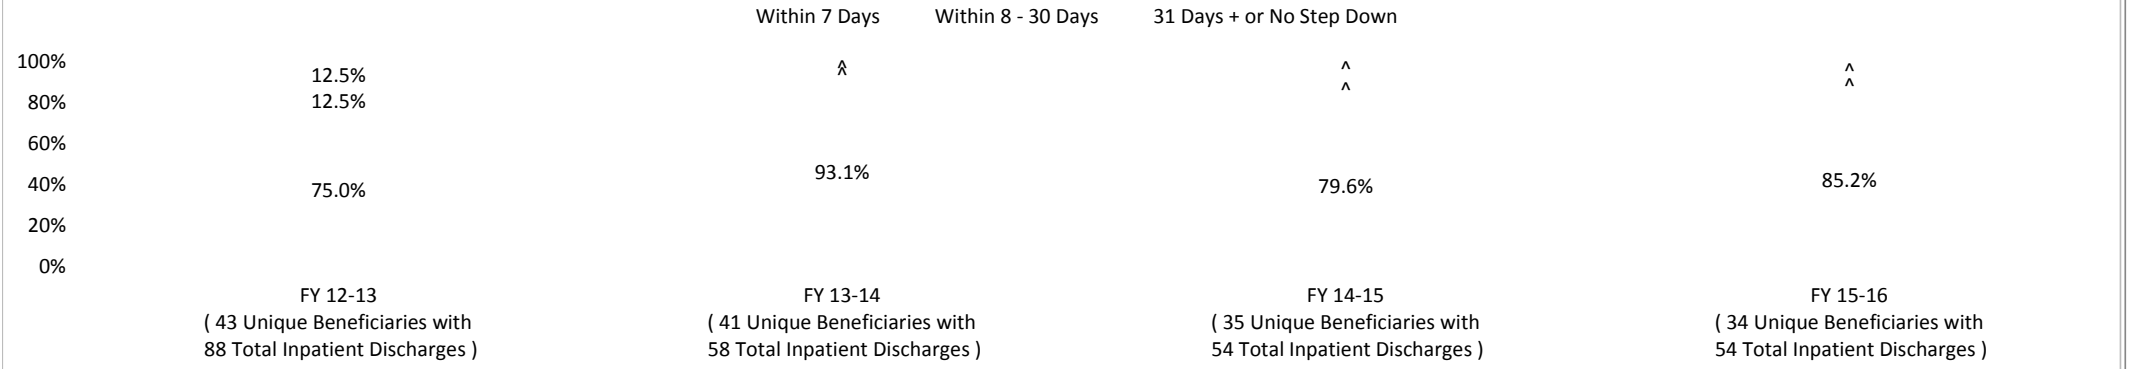 Within 7 Days Within 8 - 30 Days 31 Days + or No Step Down
100%
80%
60%
40%
20%
0%
12.5%
12.5%
75.0%
^
^
93.1%
^
^
79.6%
^
^
85.2%
FY 12-13
( 43 Unique Beneficiaries with
88 Total Inpatient Discharges )
FY 13-14
( 41 Unique Beneficiaries with
58 Total Inpatient Discharges )
FY 14-15
( 35 Unique Beneficiaries with
54 Total Inpatient Discharges )
FY 15-16
( 34 Unique Beneficiaries with
54 Total Inpatient Discharges )